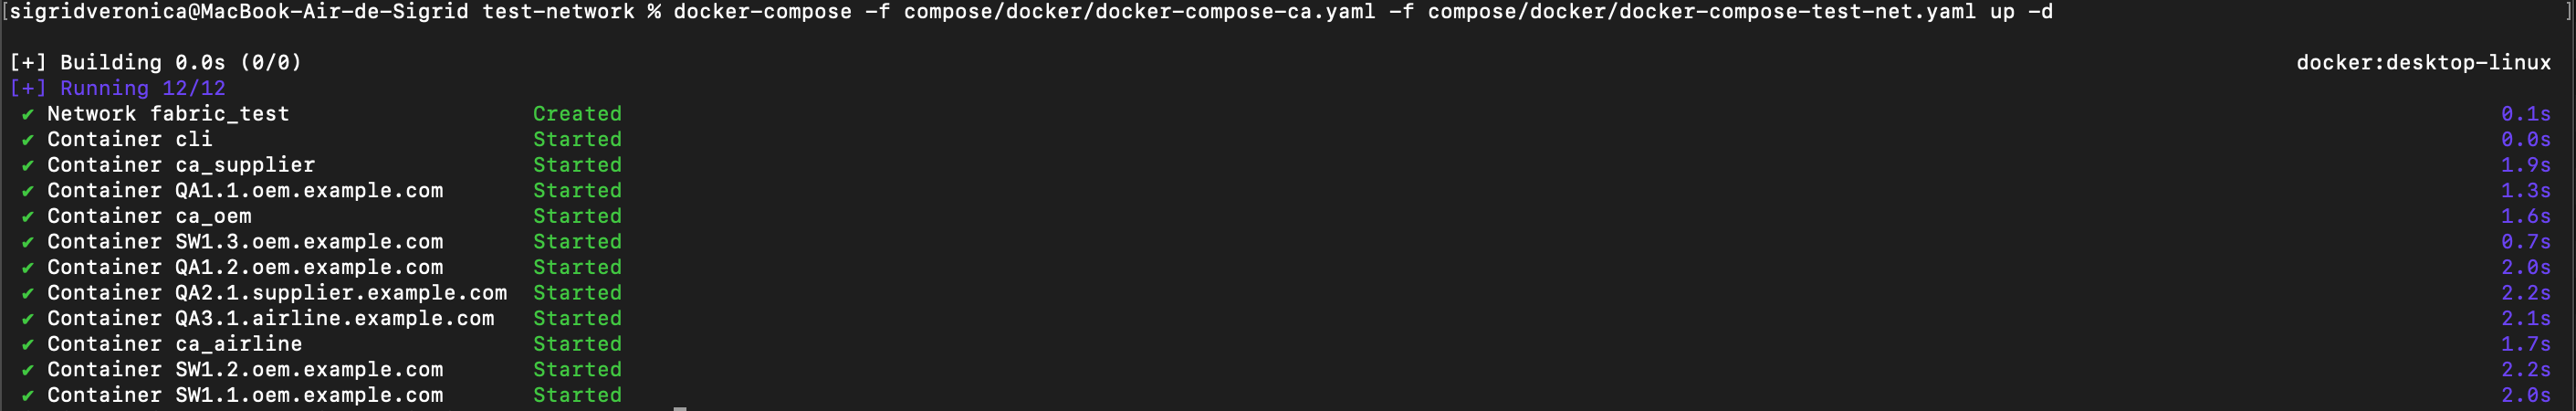 [sigridveronica@MacBook-Air-de-Sigrid test-network % docker-compose -f compose/docker/docker-compose-ca.yaml -f compose/docker/docker-compose-test-net.yaml up -d ]
[+] Building 0.0s (0/0) docker:desktop-linux
[+] Running 12/12
✔ Network fabric_test Created 0.1s
✔ Container cli Started 0.0s
✔ Container ca_supplier Started 1.9s
✔ Container QA1.1.oem.example.com Started 1.3s
✔ Container ca_oem Started 1.6s
✔ Container SW1.3.oem.example.com Started 0.7s
✔ Container QA1.2.oem.example.com Started 2.0s
✔ Container QA2.1.supplier.example.com Started 2.2s
✔ Container QA3.1.airline.example.com Started 2.1s
✔ Container ca_airline Started 1.7s
✔ Container SW1.2.oem.example.com Started 2.2s
✔ Container SW1.1.oem.example.com Started 2.0s